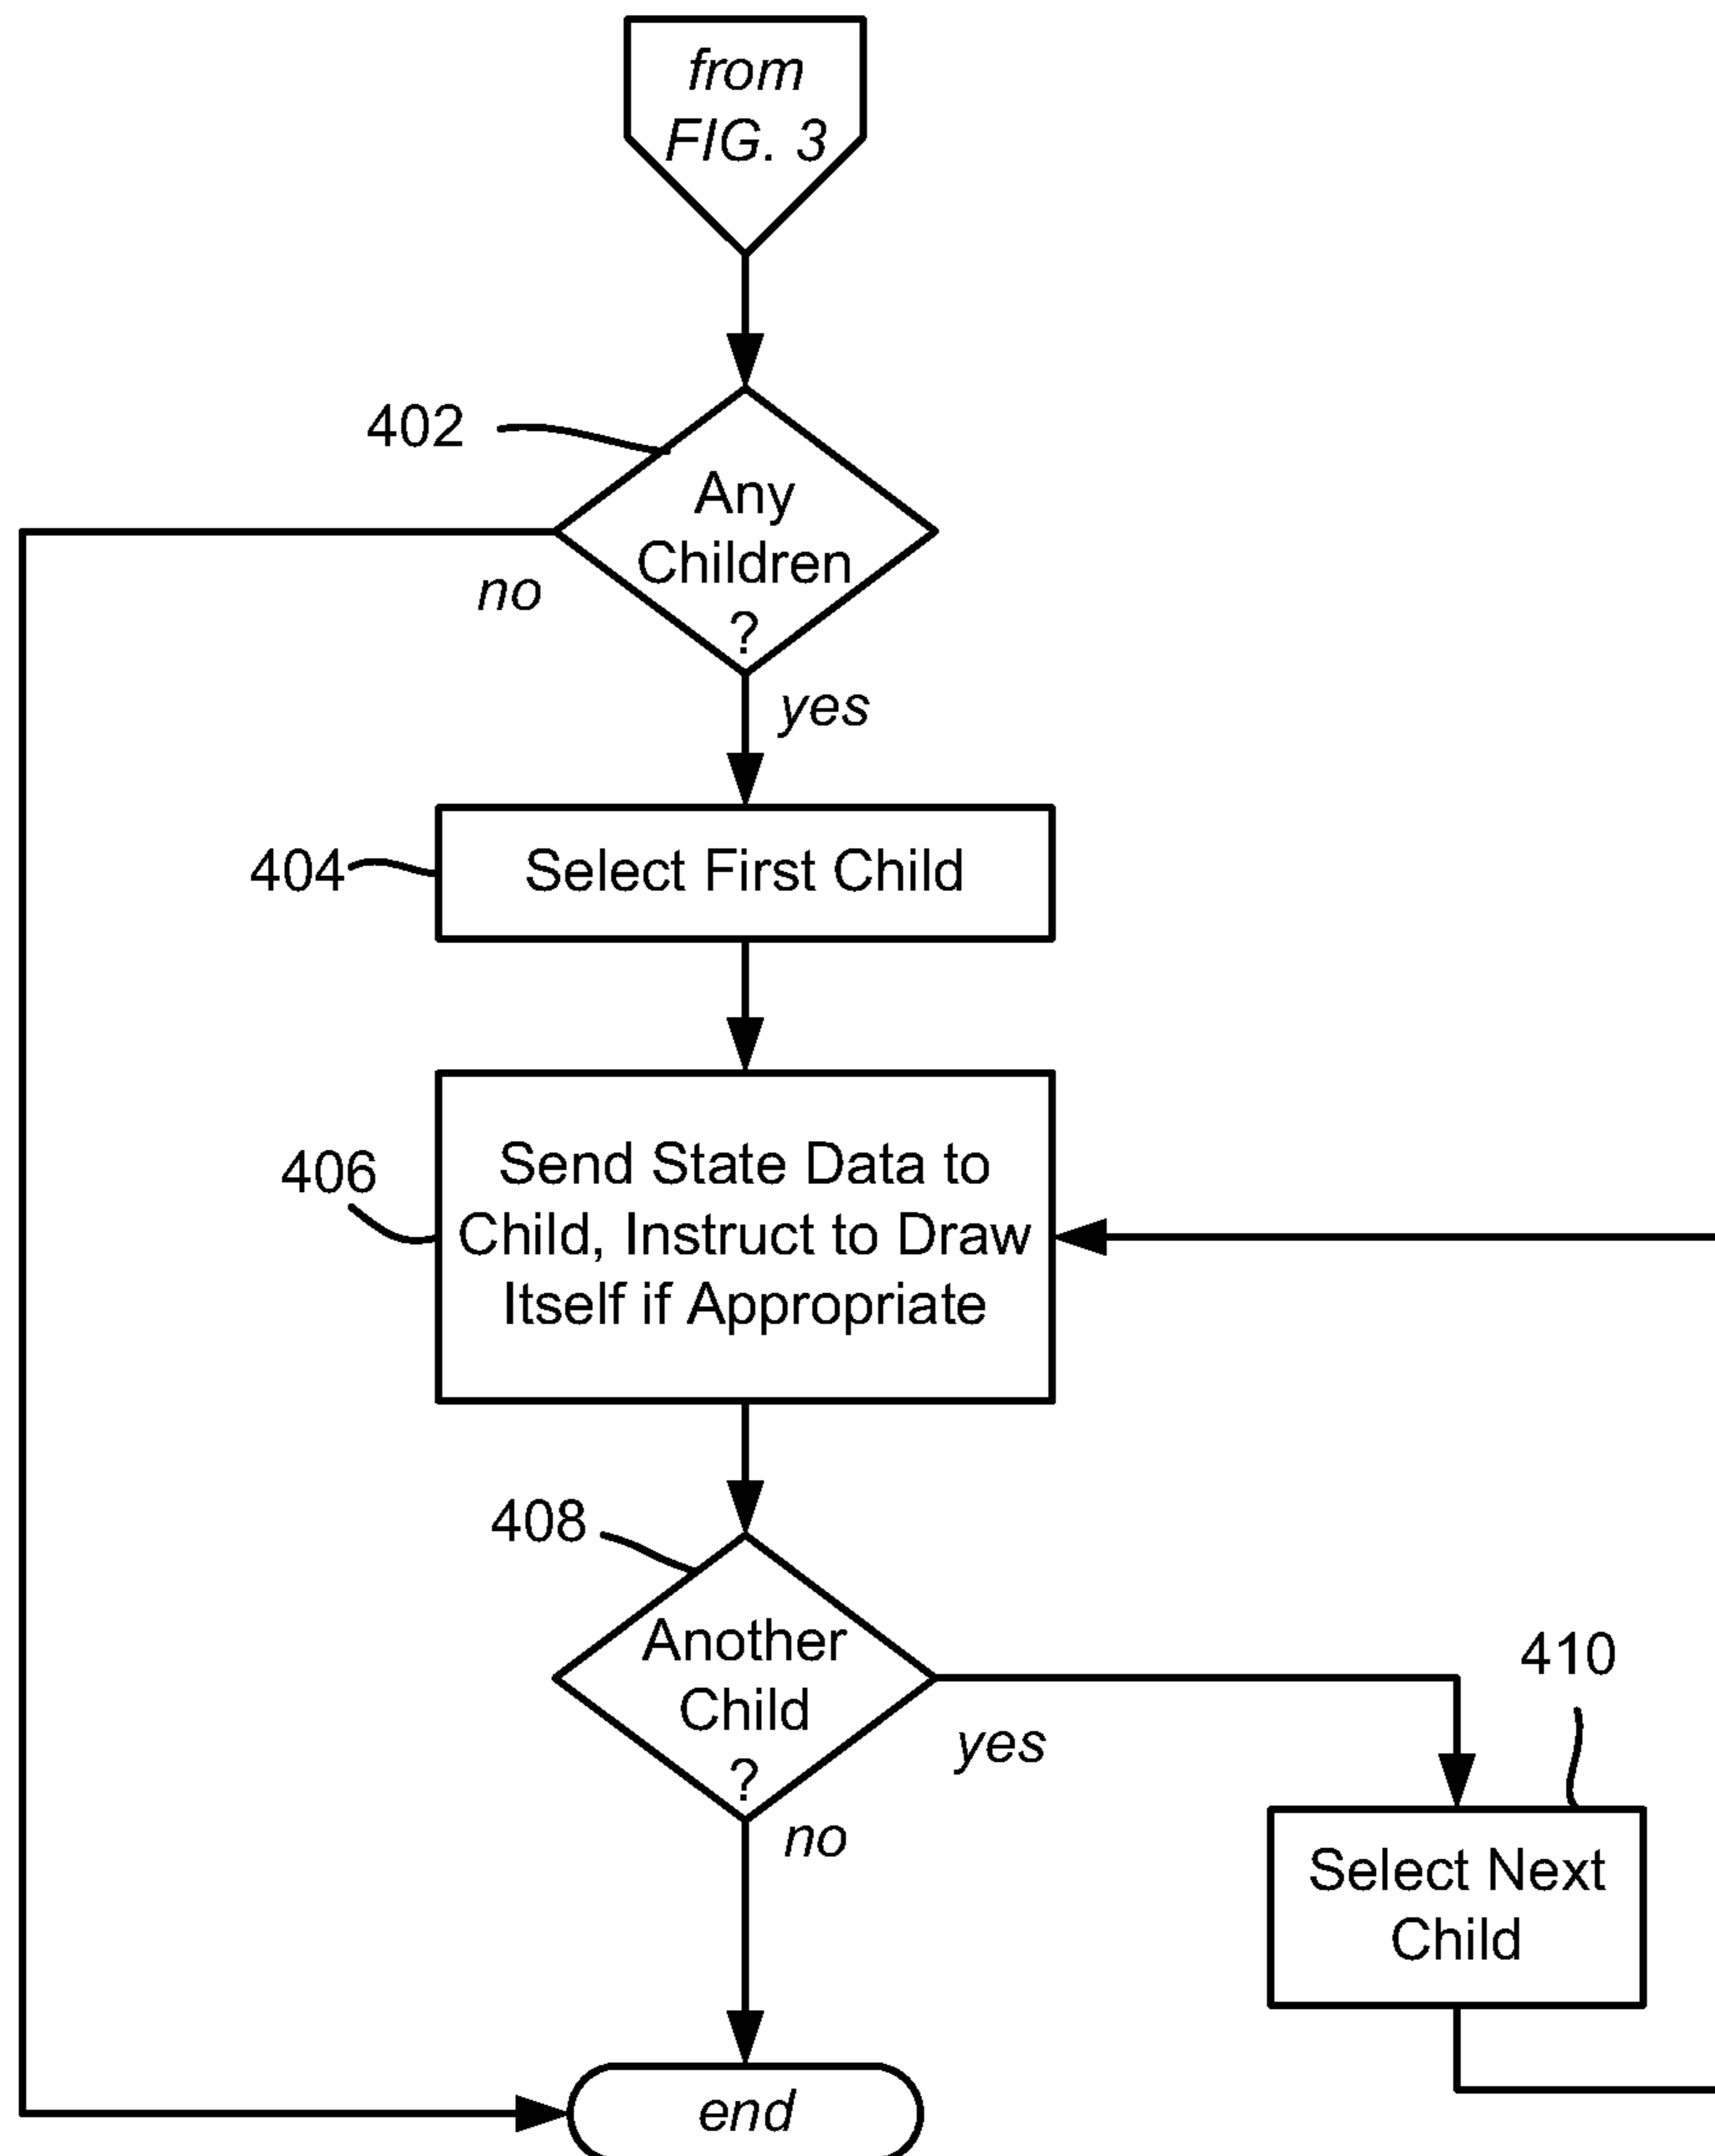 from
FIG. 3
402
Any
Children
?
no
yes
404
Select First Child
406
Send State Data to
Child, Instruct to Draw
Itself if Appropriate
408
Another
Child
?
yes
no
410
Select Next
Child
end